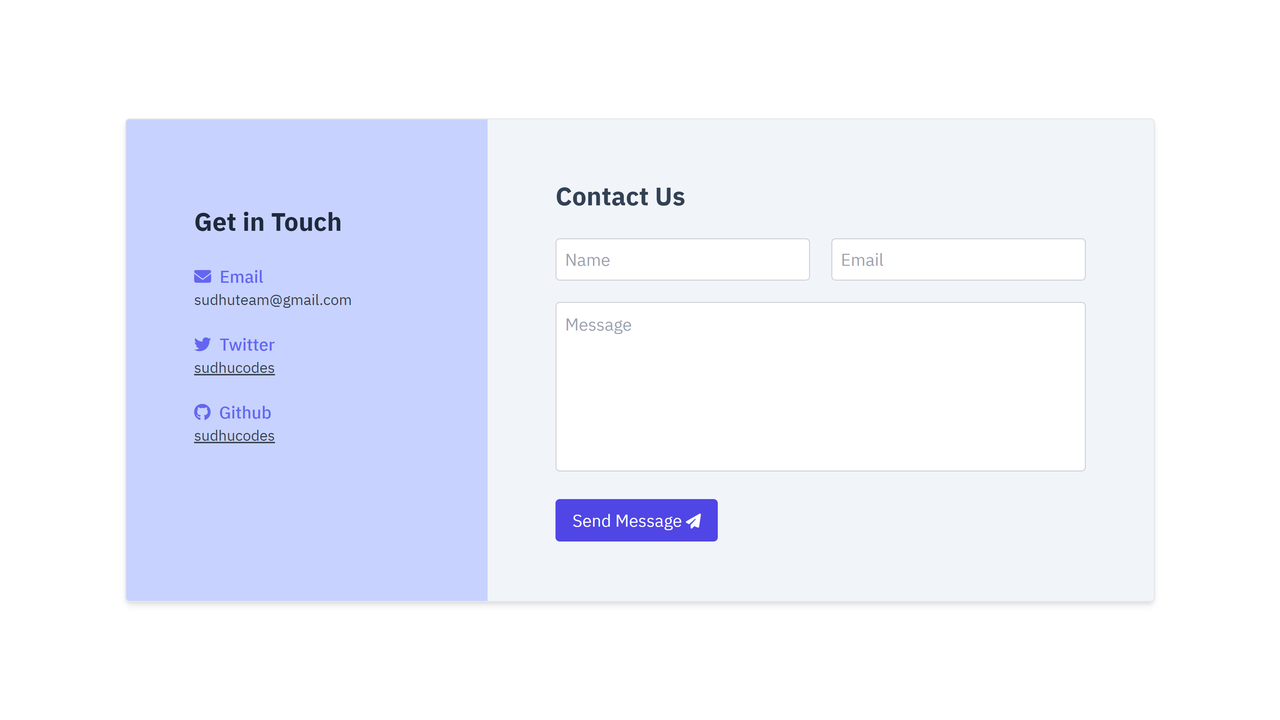 Get in Touch
Email
sudhuteam@gmail.com
Twitter
sudhucodes
Github
sudhucodes
Contact Us
Name
Email
Message
Send Message